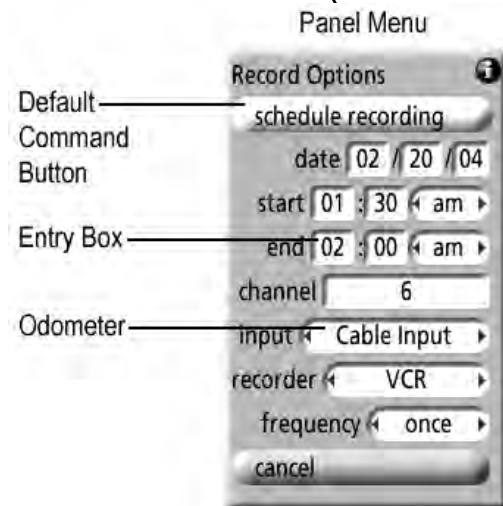 Panel Menu
Record Options
Default
Command
Button
schedule recording
date 02 / 20 / 04
start 01 : 30 am
Entry Box
end 02 : 00 am
channel 6
Odometer
input Cable Input
recorder VCR
frequency once
cancel